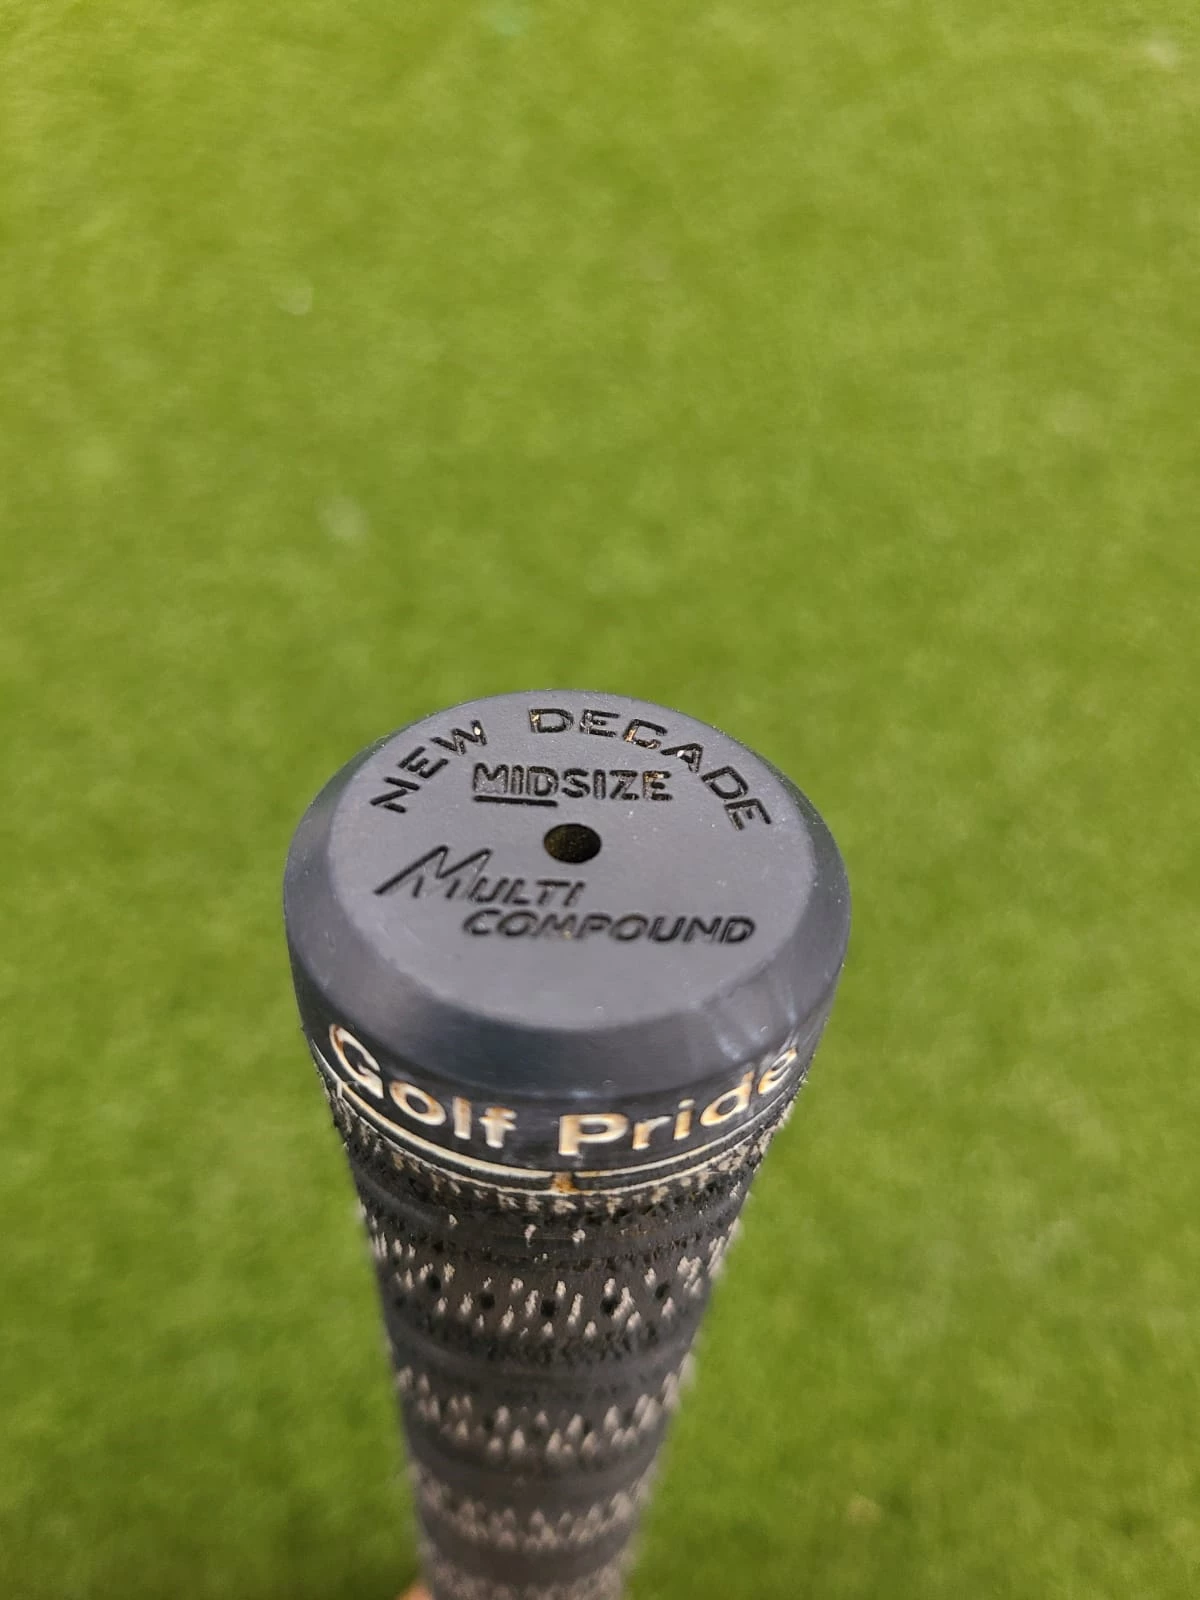 NEW DECADE
MIDSIZE
MULTI
COMPOUND
Golf Pride